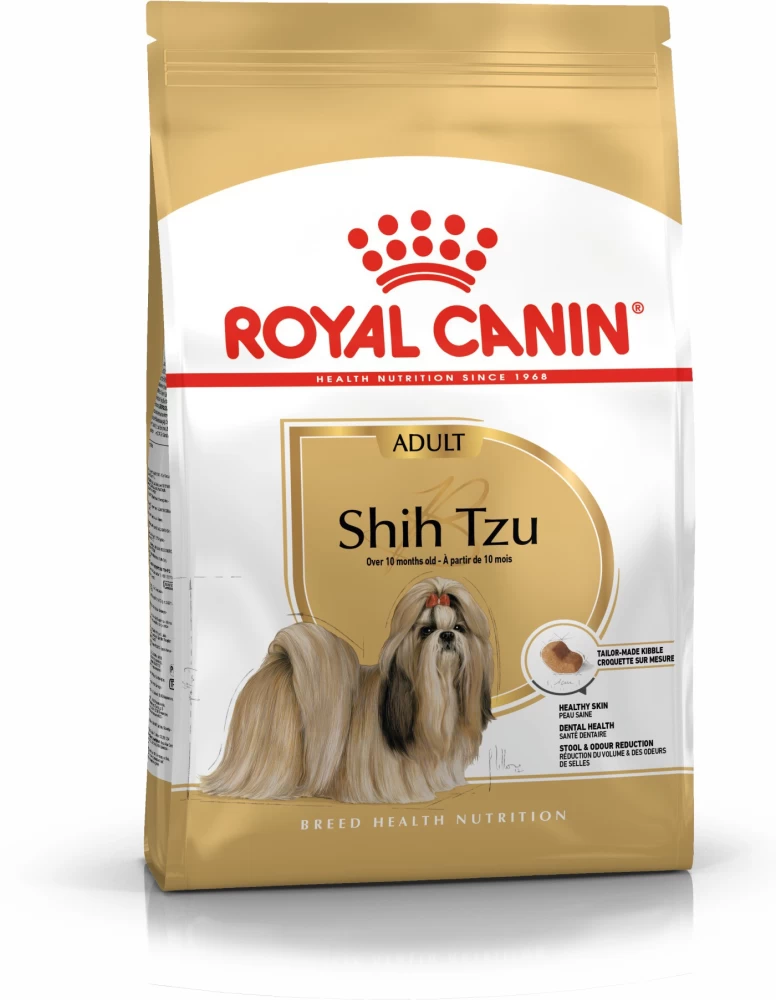 ROYAL CANIN®
HEALTH NUTRITION SINCE 1968
ADULT
Shih Tzu
Over 10 months old - À partir de 10 mois
TAILOR-MADE KIBBLE
CROQUETTE SUR MESURE
HEALTHY SKIN
PEAU SAINE
DENTAL HEALTH
SANTÉ DENTAIRE
STOOL & ODOUR REDUCTION
RÉDUCTION DU VOLUME & DES ODEURS
DE SELLES
BREED HEALTH NUTRITION